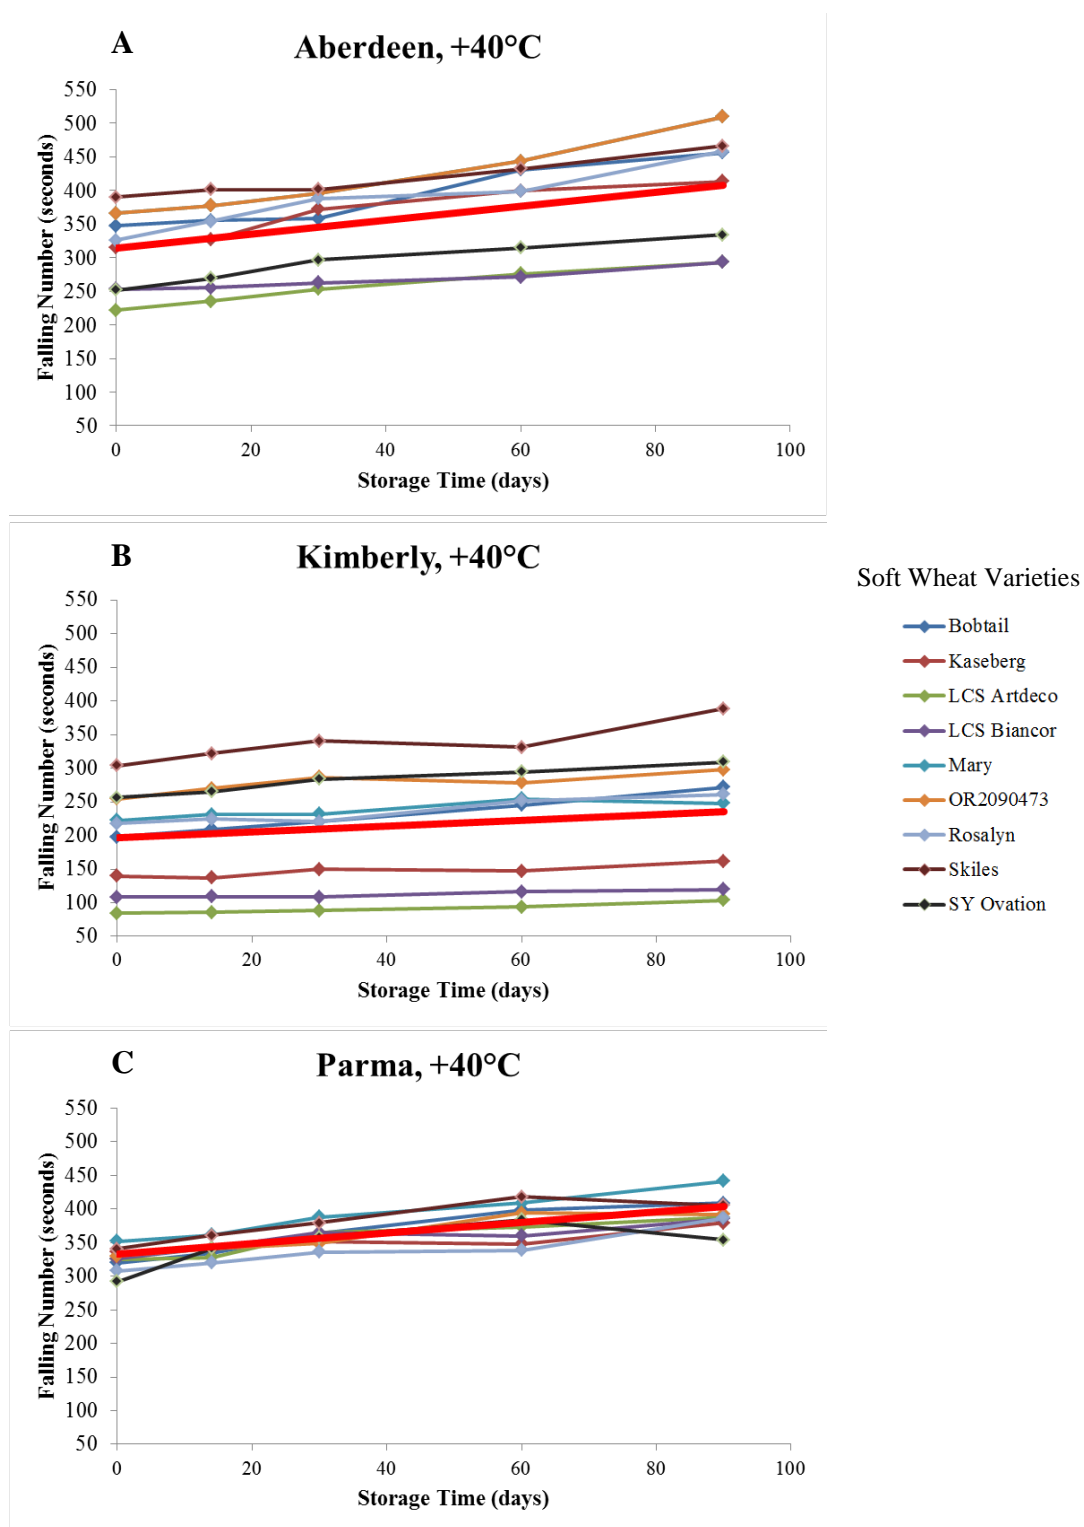 A
Aberdeen, +40°C
550
500
450
400
350
300
250
200
150
100
50
Falling Number (seconds)
0 20 40 60 80 100
Storage Time (days)
B
Kimberly, +40°C
550
500
450
400
350
300
250
200
150
100
50
Falling Number (seconds)
0 20 40 60 80 100
Storage Time (days)
Soft Wheat Varieties
Bobtail
Kaseberg
LCS Artdeco
LCS Biancor
Mary
OR2090473
Rosalyn
Skiles
SY Ovation
C
Parma, +40°C
550
500
450
400
350
300
250
200
150
100
50
Falling Number (seconds)
0 20 40 60 80 100
Storage Time (days)